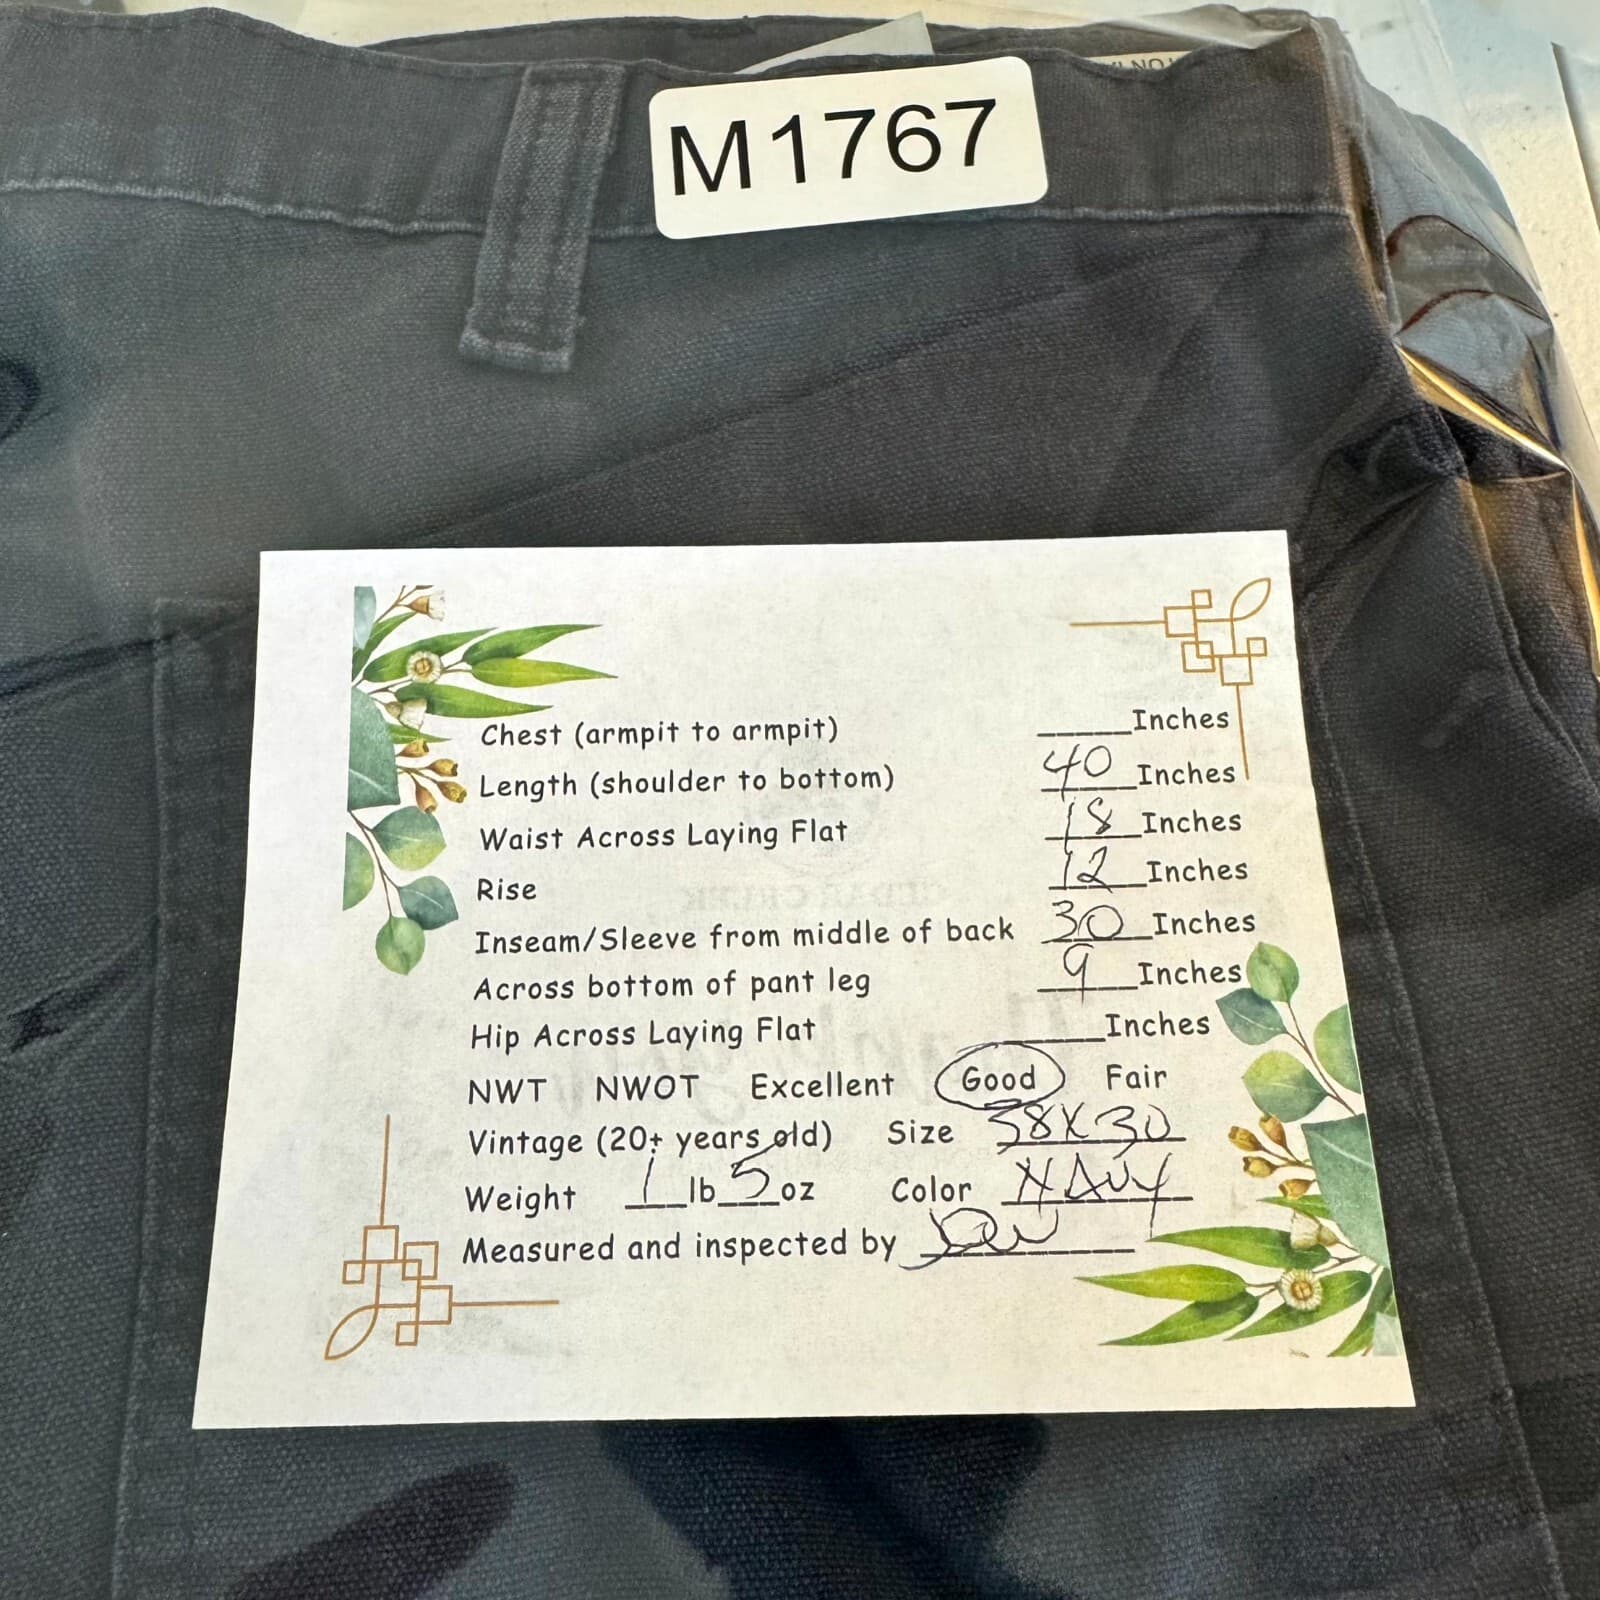 M1767
Chest (armpit to armpit) _____Inches
Length (shoulder to bottom) 40 Inches
Waist Across Laying Flat 18 Inches
Rise 12 Inches
Inseam/Sleeve from middle of back 30 Inches
Across bottom of pant leg 9 Inches
Hip Across Laying Flat _____Inches
NWT NWOT Excellent Good Fair
Vintage (20+ years old) Size 38X30
Weight 1 lb 5 oz Color NAVY
Measured and inspected by